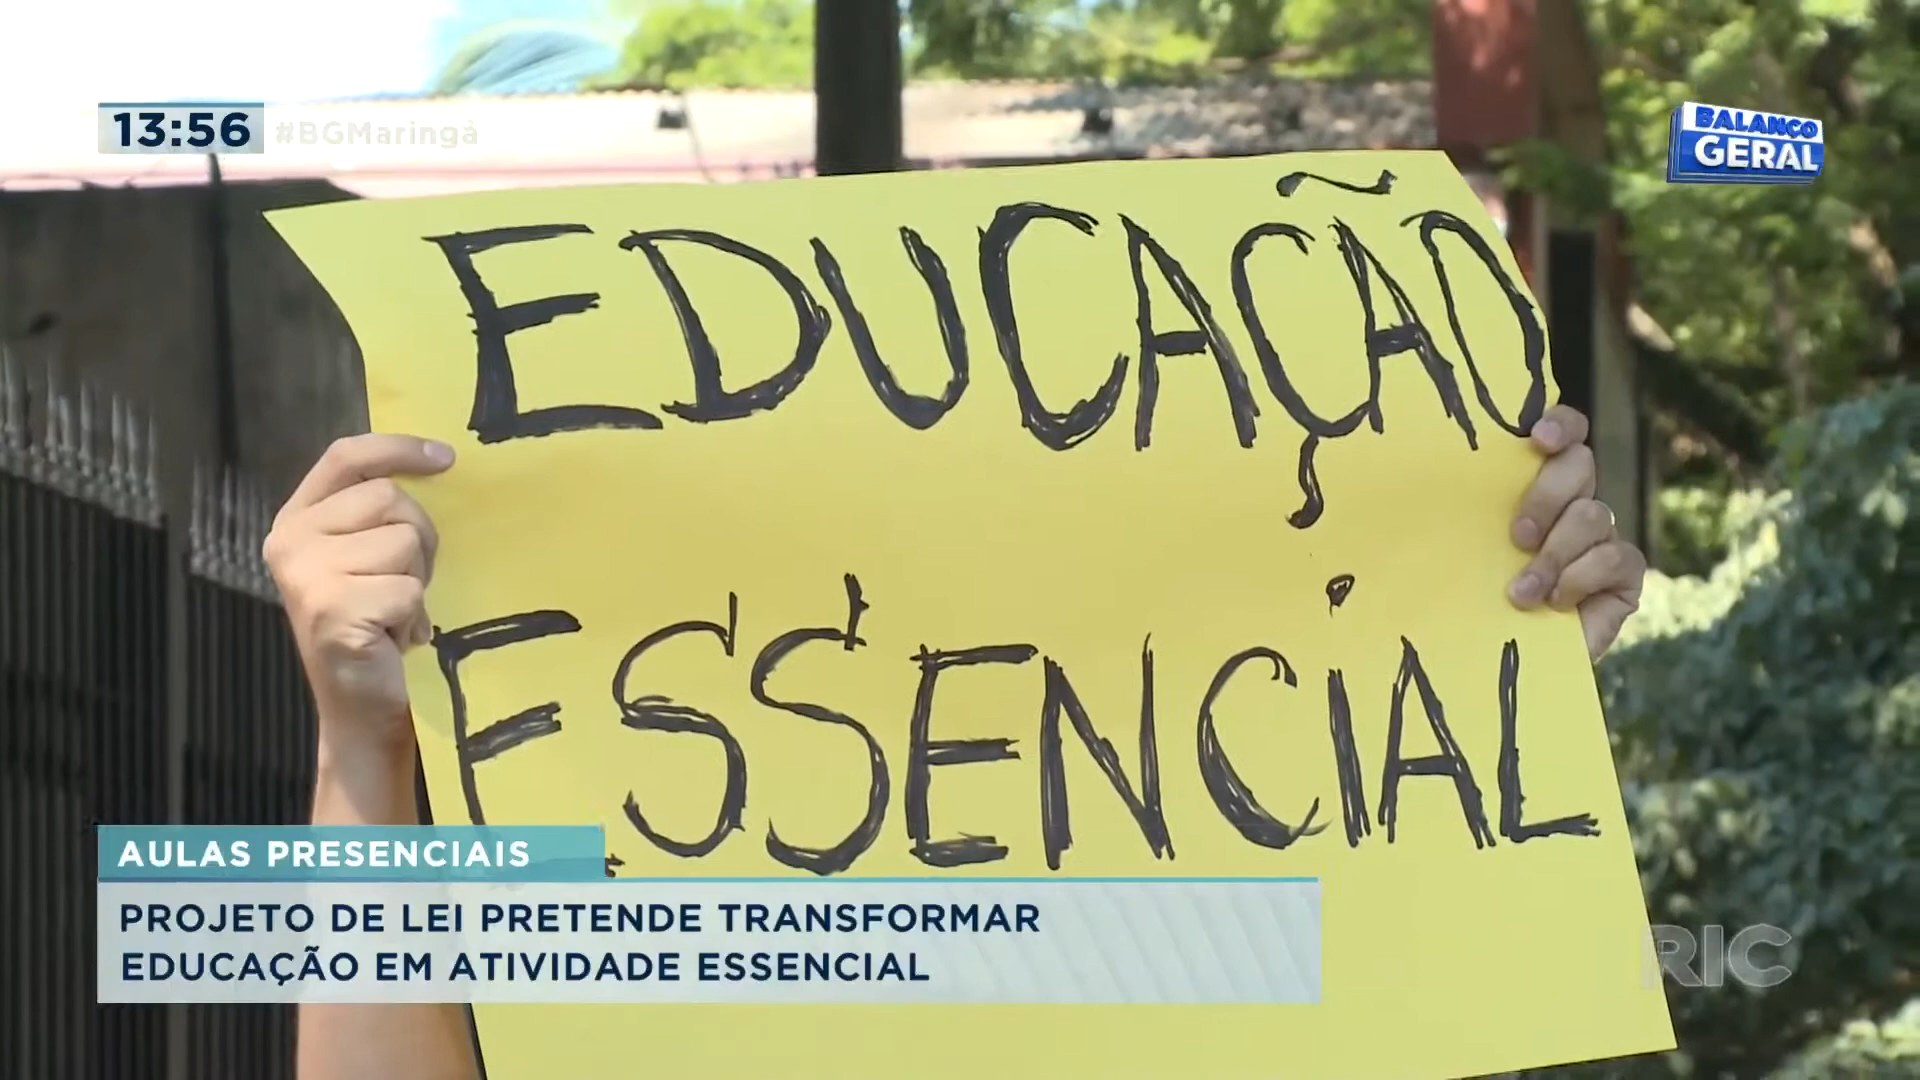 13:56 #BGMaringá
BALANÇO
GERAL
EDUCAÇÃO
ESSENCIAL
AULAS PRESENCIAIS
PROJETO DE LEI PRETENDE TRANSFORMAR
EDUCAÇÃO EM ATIVIDADE ESSENCIAL
RIC